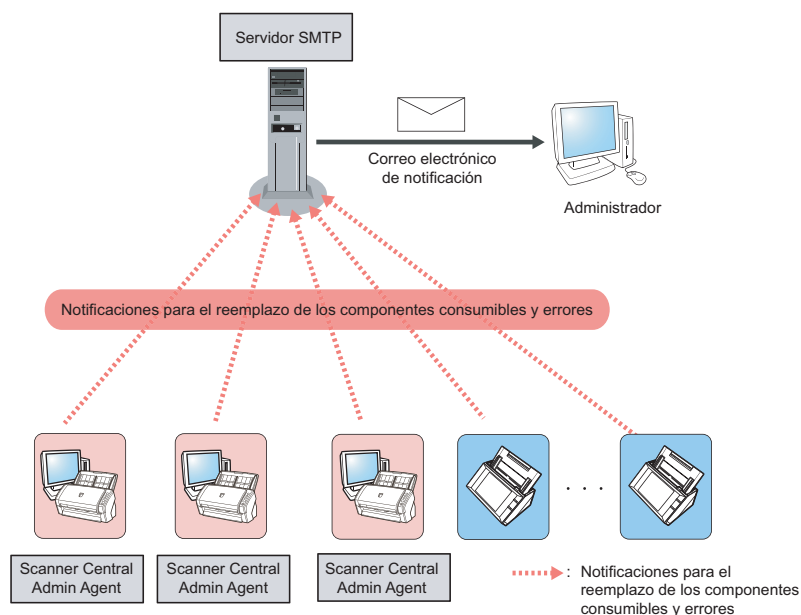 Servidor SMTP
Correo electrónico
de notificación
Administrador
Notificaciones para el reemplazo de los componentes consumibles y errores
. . .
Scanner Central
Admin Agent
Scanner Central
Admin Agent
Scanner Central
Admin Agent
: Notificaciones para el
reemplazo de los componentes
consumibles y errores